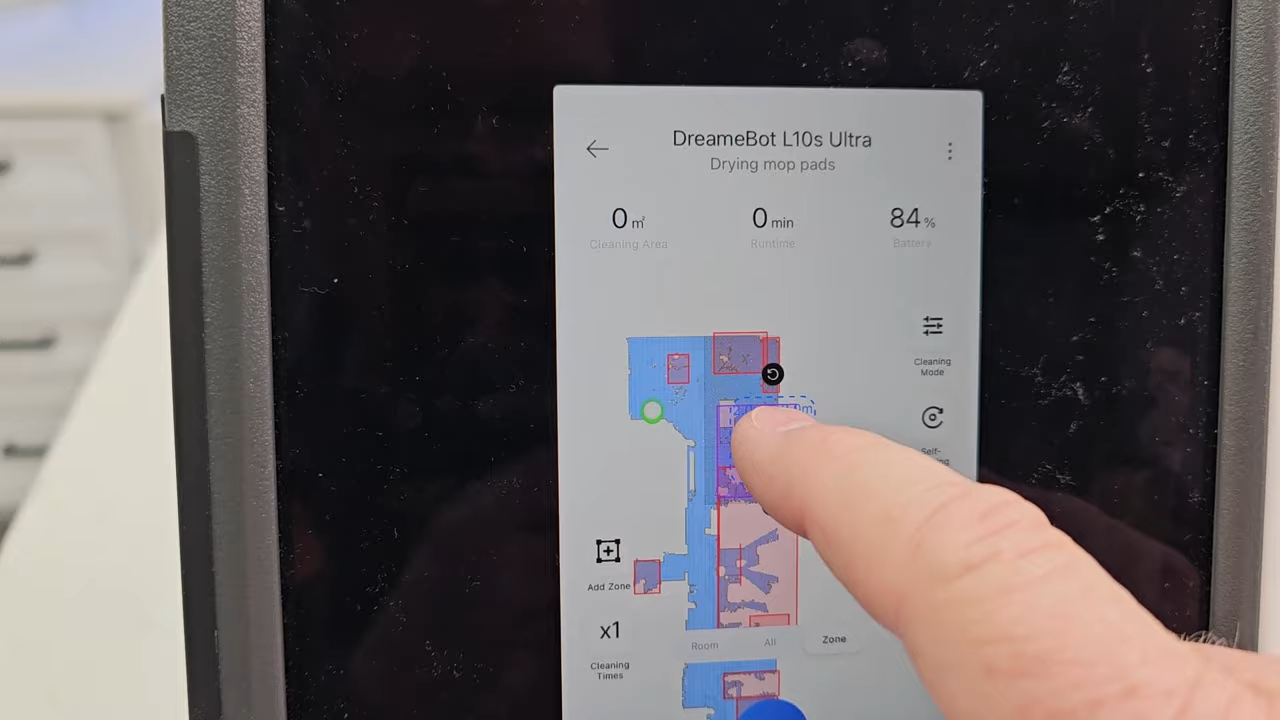 DreameBot L10s Ultra
Drying mop pads
0 m²
0 min
84 %
Cleaning Area
Runtime
Battery
Cleaning
Mode
Self-
Add Zone
x1
Cleaning
Times
Room
All
Zone